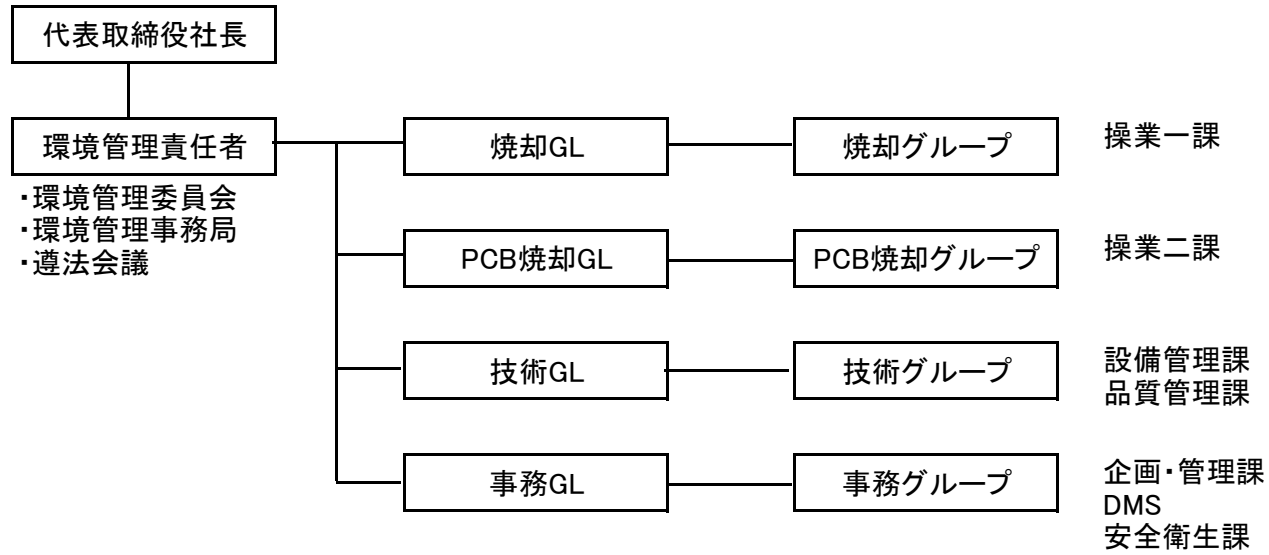 代表取締役社長
環境管理責任者
・環境管理委員会
・環境管理事務局
・遵法会議
焼却GL
焼却グループ
操業一課
PCB焼却GL
PCB焼却グループ
操業二課
技術GL
技術グループ
設備管理課
品質管理課
事務GL
事務グループ
企画・管理課
DMS
安全衛生課